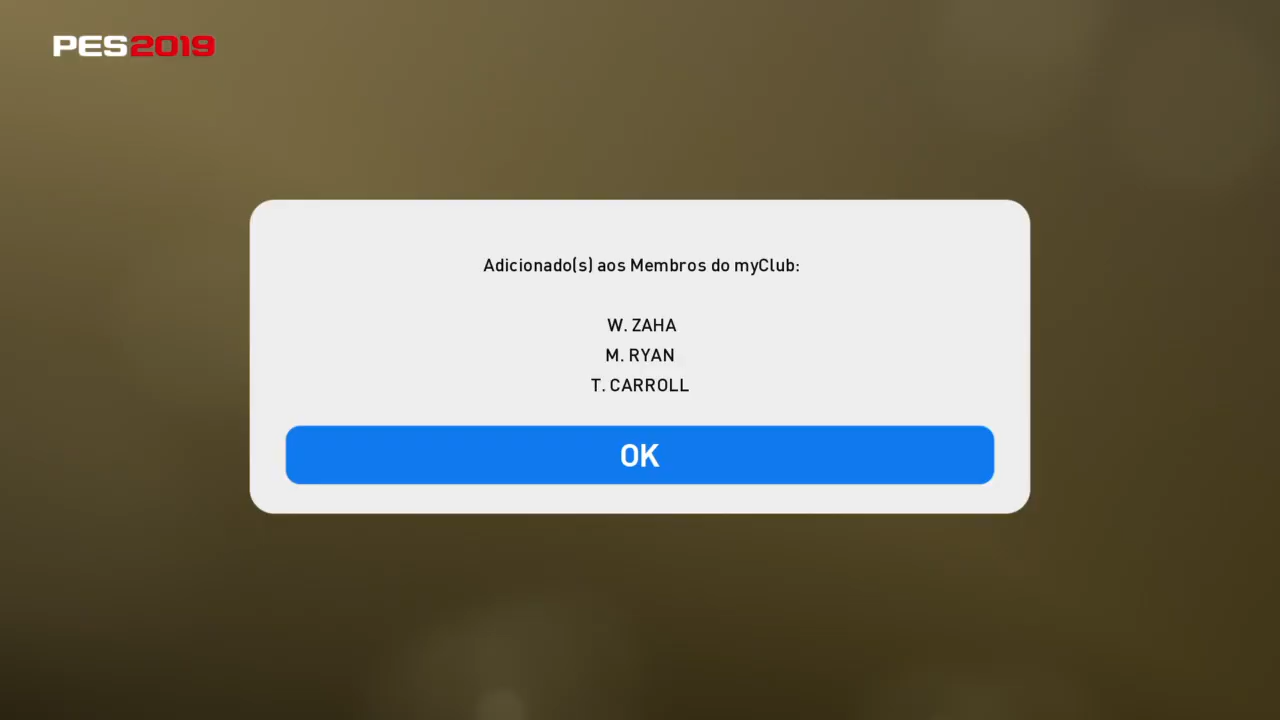 PES2019
Adicionado(s) aos Membros do myClub:
W. ZAHA
M. RYAN
T. CARROLL
OK